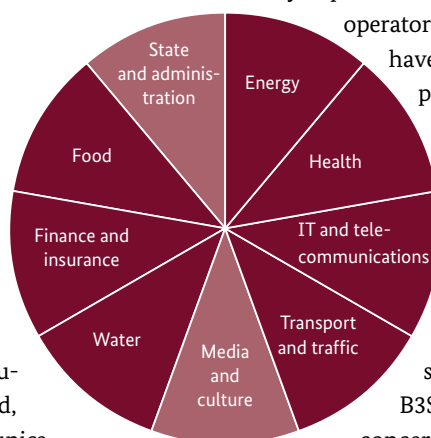 operator
have
p
State
and adminis-
tration
Energy
Food
Health
Finance and
insurance
IT and tele-
communications
Water
Transport
and traffic
Media
and
culture
u-
d,
s
B3S